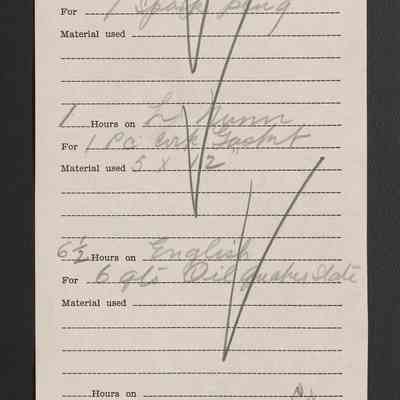 For 1 Spark plug
Material used
1 Hours on L. Nunn
For 1 Pc Cork Gasket
Material used 5 x 12"
6½ Hours on English
For 6 qts Oil Quaker State
Material used
Hours on